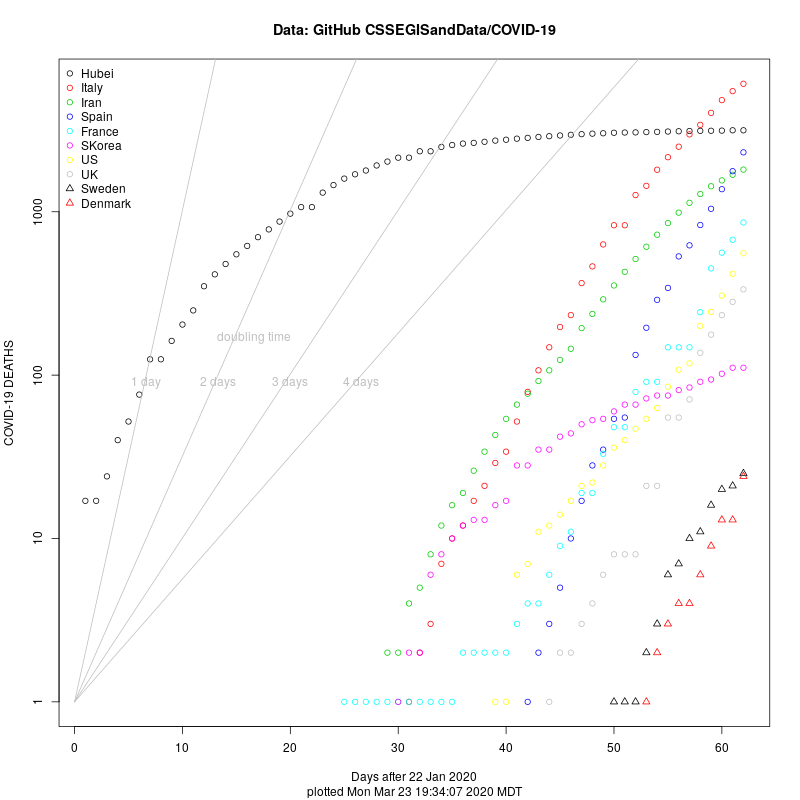 Data: GitHub CSSEGISandData/COVID-19
Hubei
Italy
Iran
Spain
France
SKorea
US
UK
Sweden
Denmark
COVID-19 DEATHS
1000
100
10
1
doubling time
1 day
2 days
3 days
4 days
0 10 20 30 40 50 60
Days after 22 Jan 2020
plotted Mon Mar 23 19:34:07 2020 MDT